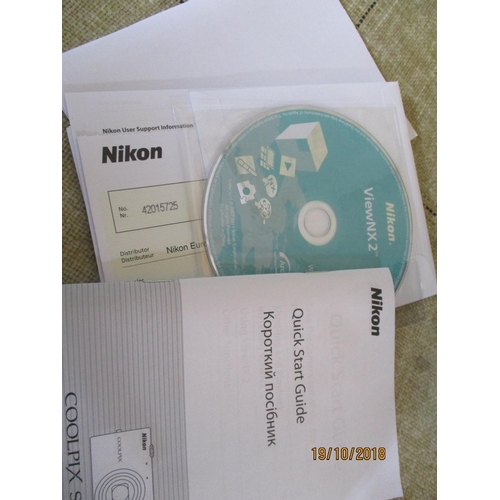 Nikon User Support Information
Nikon
No.
Nr.
42015725
Distributor
Distributeur
Nikon Eur
Nikon
ViewNX 2
Nikon
Quick Start Guide
Короткий посібник
COOLPIX S
Nikon
COOLPIX
19/10/2018